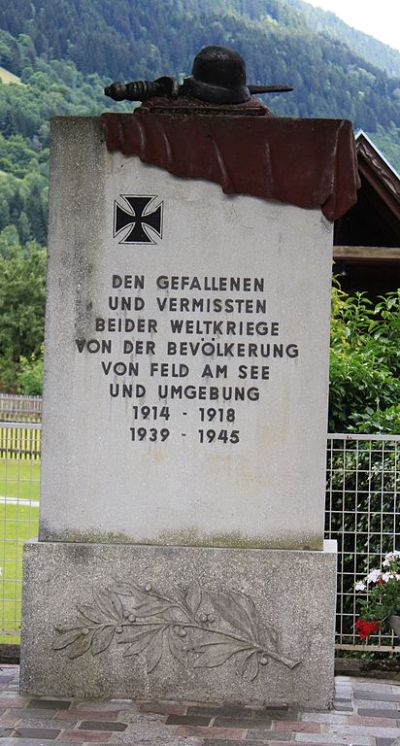 DEN GEFALLENEN
UND VERMISSTEN
BEIDER WELTKRIEGE
VON DER BEVÖLKERUNG
VON FELD AM SEE
UND UMGEBUNG
1914 - 1918
1939 - 1945